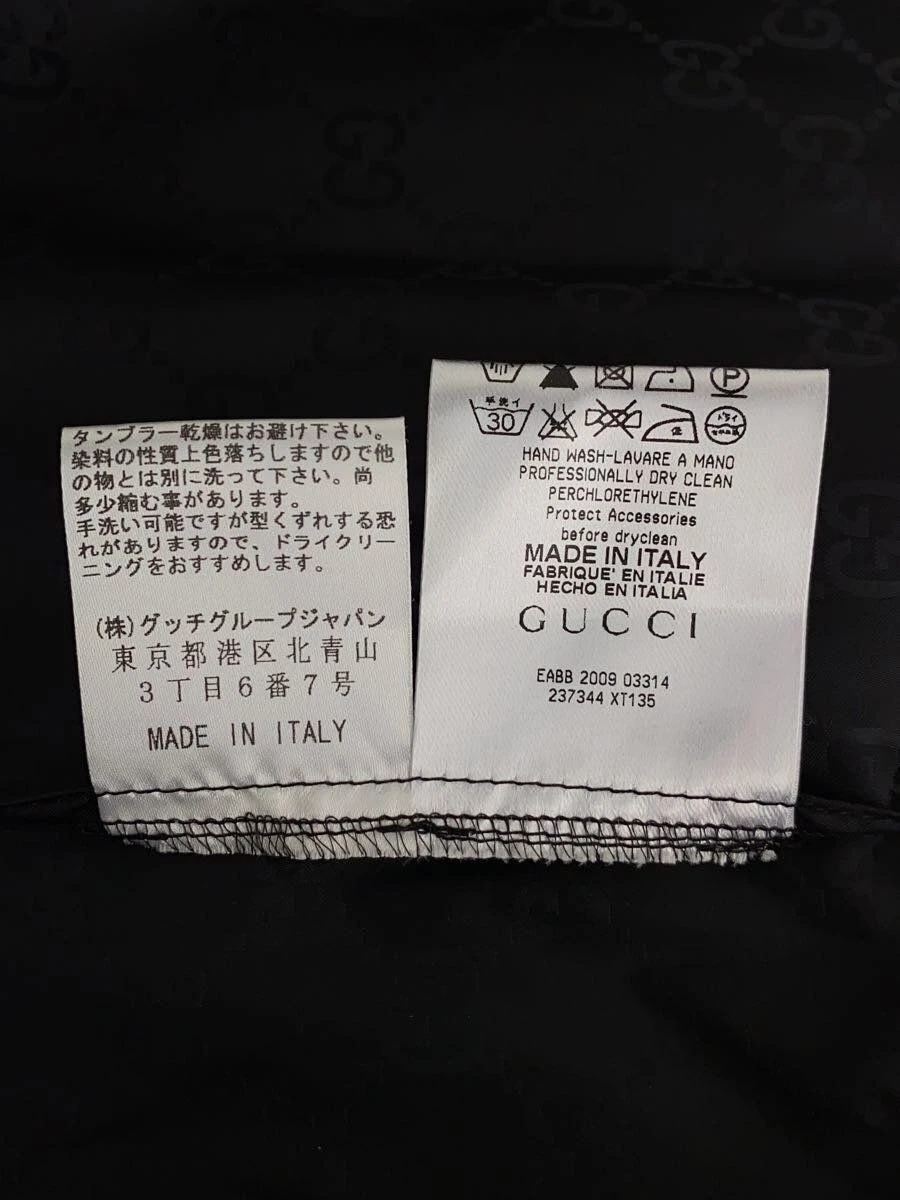 タンブラー乾燥はお避け下さい。
染料の性質上色落ちしますので他
の物とは別に洗って下さい。尚
多少縮む事があります。
手洗い可能ですが型くずれする恐
れがありますので、ドライクリー
ニングをおすすめします。
(株)グッチグループジャパン
東京都港区北青山
3丁目6番7号
MADE IN ITALY
P
手洗イ
30
ドライ
HAND WASH-LAVARE A MANO
PROFESSIONALLY DRY CLEAN
PERCHLORETHYLENE
Protect Accessories
before dryclean
MADE IN ITALY
FABRIQUE' EN ITALIE
HECHO EN ITALIA
GUCCI
EABB 2009 03314
237344 XT135